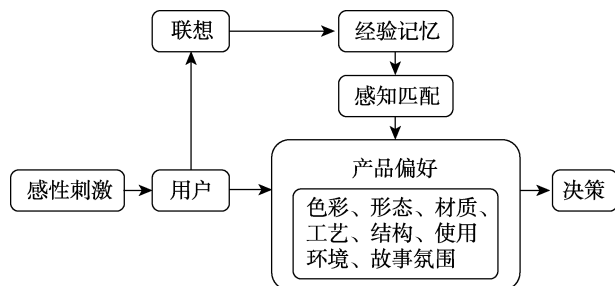 联想
经验记忆
感知匹配
产品偏好
感性刺激
用户
色彩、形态、材质、
工艺、结构、使用
环境、故事氛围
决策